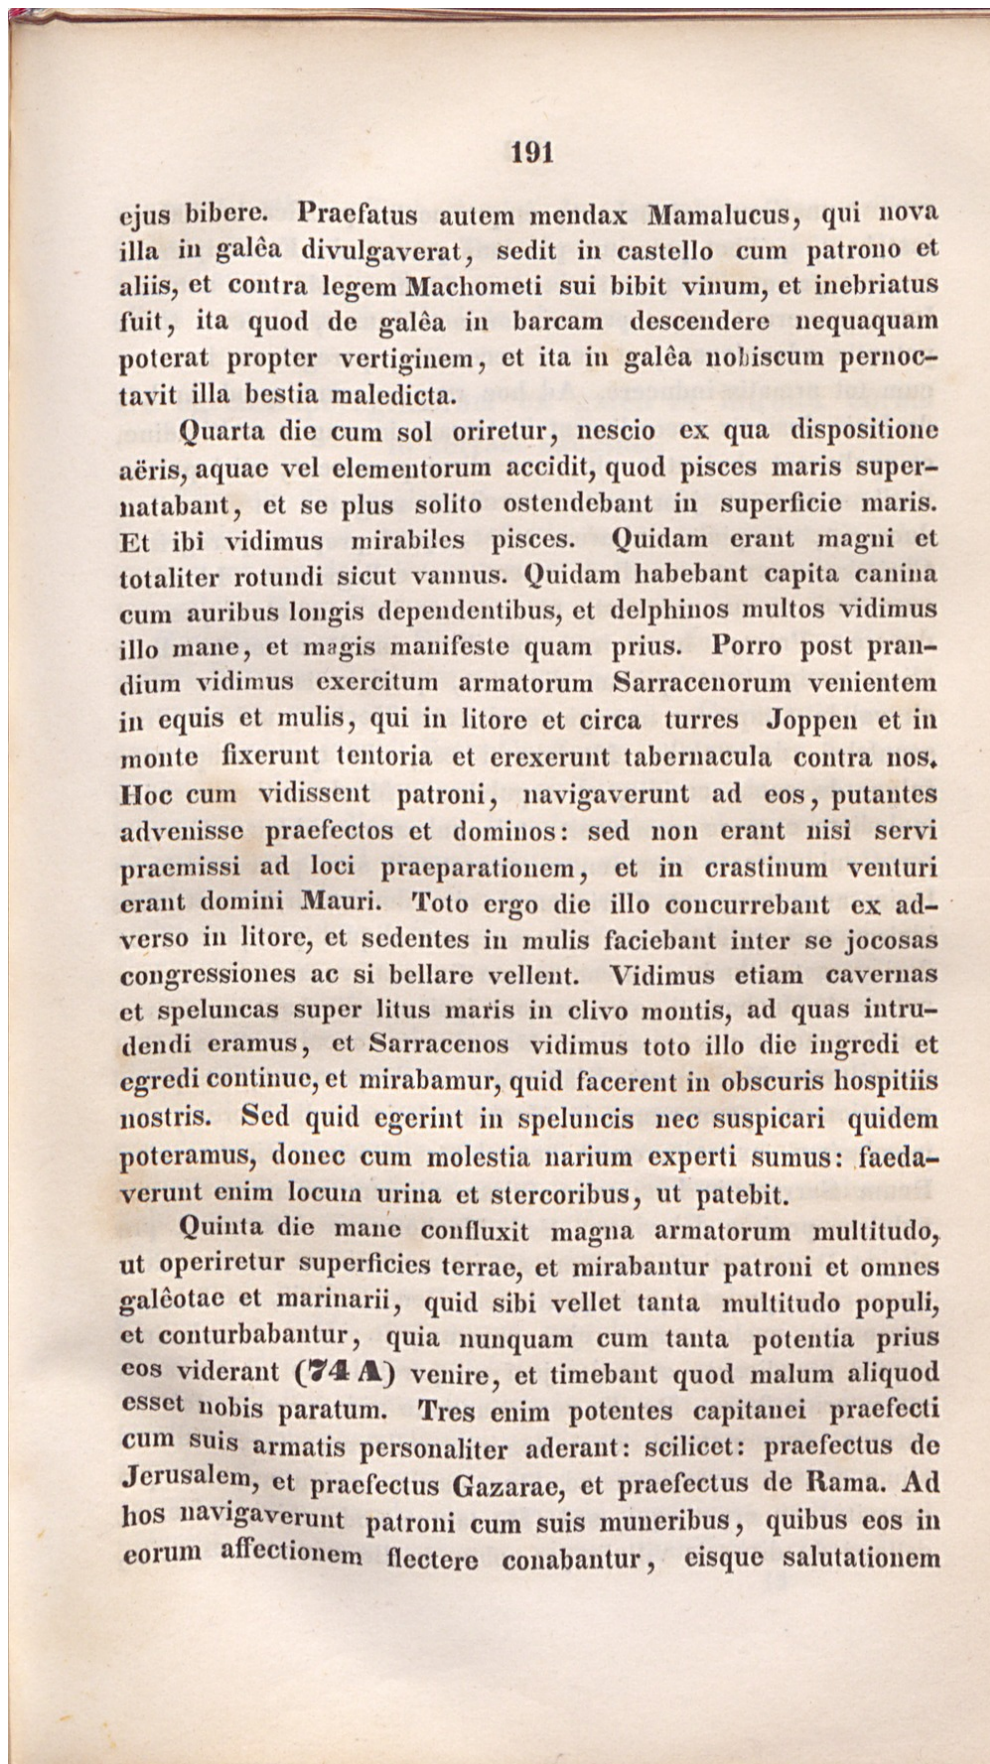 191
ejus bibere. Praefatus autem mendax Mamalucus, qui nova
illa in galêa divulgaverat, sedit in castello cum patrono et
aliis, et contra legem Machometi sui bibit vinum, et inebriatus
fuit, ita quod de galêa in barcam descendere nequaquam
poterat propter vertiginem, et ita in galêa nobiscum pernoc-
tavit illa bestia maledicta.
Quarta die cum sol oriretur, nescio ex qua dispositione
aëris, aquae vel elementorum accidit, quod pisces maris super-
natabant, et se plus solito ostendebant in superficie maris.
Et ibi vidimus mirabiles pisces. Quidam erant magni et
totaliter rotundi sicut vannus. Quidam habebant capita canina
cum auribus longis dependentibus, et delphinos multos vidimus
illo mane, et magis manifeste quam prius. Porro post pran-
dium vidimus exercitum armatorum Sarracenorum venientem
in equis et mulis, qui in litore et circa turres Joppen et in
monte fixerunt tentoria et erexerunt tabernacula contra nos.
Hoc cum vidissent patroni, navigaverunt ad eos, putantes
advenisse praefectos et dominos: sed non erant nisi servi
praemissi ad loci praeparationem, et in crastinum venturi
erant domini Mauri. Toto ergo die illo concurrebant ex ad-
verso in litore, et sedentes in mulis faciebant inter se jocosas
congressiones ac si bellare vellent. Vidimus etiam cavernas
et speluncas super litus maris in clivo montis, ad quas intru-
dendi eramus, et Sarracenos vidimus toto illo die ingredi et
egredi continue, et mirabamur, quid facerent in obscuris hospitiis
nostris. Sed quid egerint in speluncis nec suspicari quidem
poteramus, donec cum molestia narium experti sumus: faeda-
verunt enim locum urina et stercoribus, ut patebit.
Quinta die mane confluxit magna armatorum multitudo,
ut operiretur superficies terrae, et mirabantur patroni et omnes
galêotae et marinarii, quid sibi vellet tanta multitudo populi,
et conturbabantur, quia nunquam cum tanta potentia prius
eos viderant (74 A) venire, et timebant quod malum aliquod
esset nobis paratum. Tres enim potentes capitanei praefecti
cum suis armatis personaliter aderant: scilicet: praefectus de
Jerusalem, et praefectus Gazarae, et praefectus de Rama. Ad
hos navigaverunt patroni cum suis muneribus, quibus eos in
eorum affectionem flectere conabantur, eisque salutationem